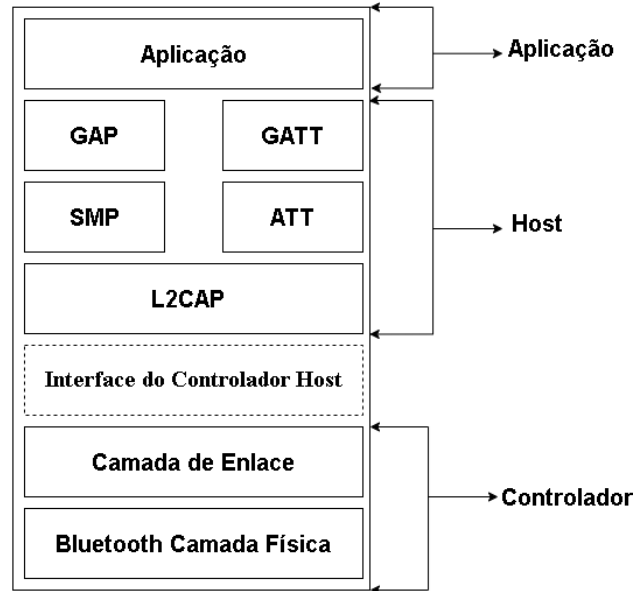 Aplicação
Aplicação
GAP
GATT
SMP
ATT
Host
L2CAP
Interface do Controlador Host
Camada de Enlace
Controlador
Bluetooth Camada Física